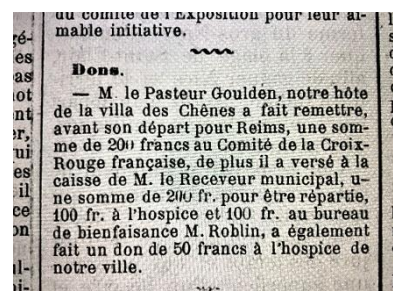 du comité de l'Exposition pour leur ai-
mable initiative.
Dons.
— M. le Pasteur Goulden, notre hôte
de la villa des Chênes a fait remettre,
avant son départ pour Reims, une som-
me de 200 francs au Comité de la Croix-
Rouge française, de plus il a versé à la
caisse de M. le Receveur municipal, u-
ne somme de 200 fr. pour être répartie,
100 fr. à l'hospice et 100 fr. au bureau
de bienfaisance M. Roblin, a également
fait un don de 50 francs à l'hospice de
notre ville.